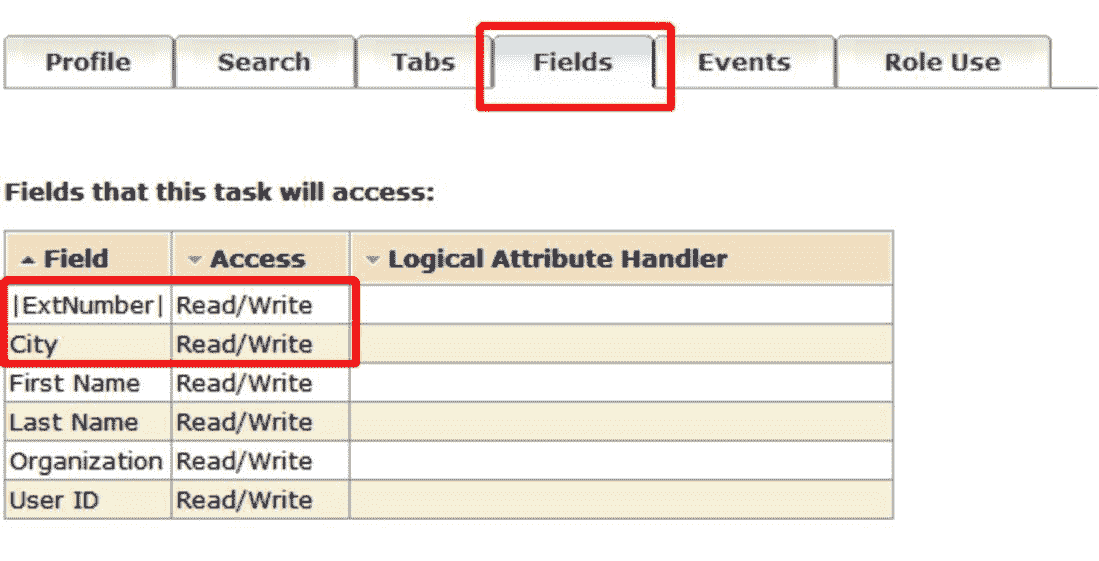 Profile Search Tabs Fields Events Role Use
Fields that this task will access:
Field Access Logical Attribute Handler
|ExtNumber| Read/Write
City Read/Write
First Name Read/Write
Last Name Read/Write
Organization Read/Write
User ID Read/Write